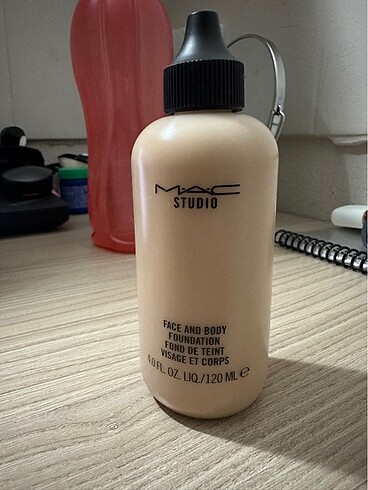 M·A·C
STUDIO
FACE AND BODY
FOUNDATION
FOND DE TEINT
VISAGE ET CORPS
4.0 FL. OZ. LIQ./120 ML e